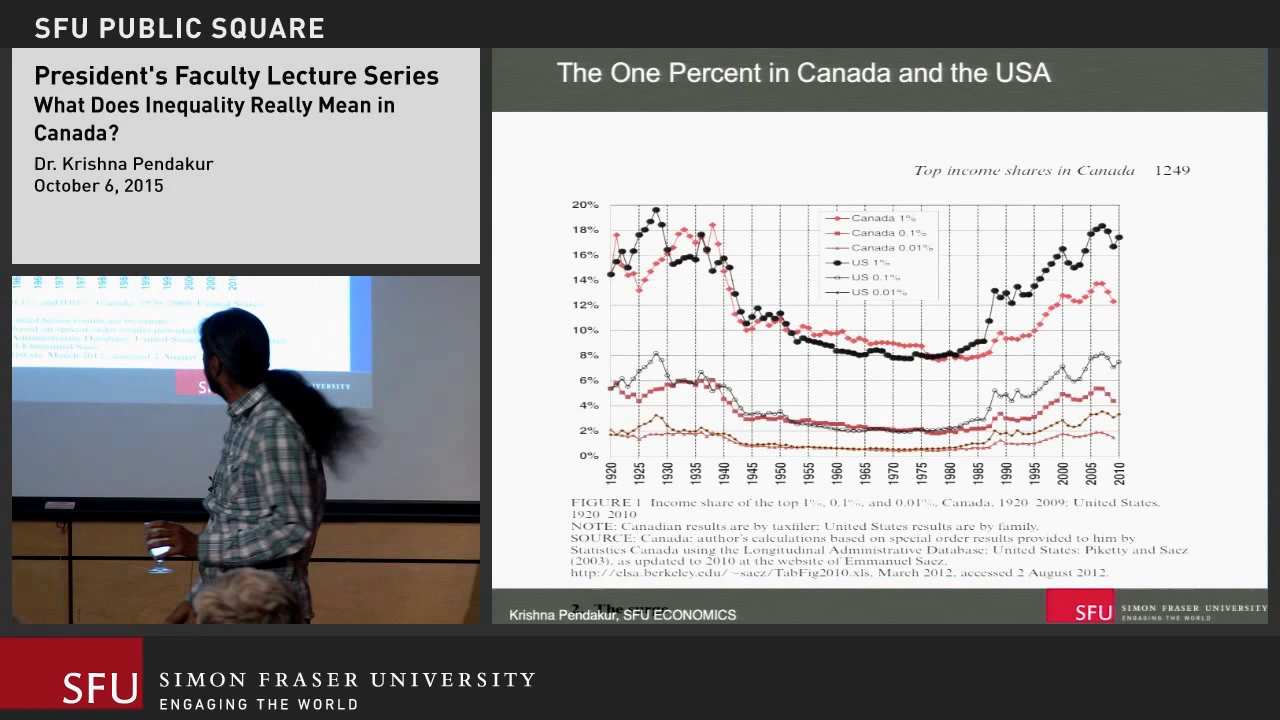 SFU PUBLIC SQUARE
President's Faculty Lecture Series
What Does Inequality Really Mean in
Canada?
Dr. Krishna Pendakur
October 6, 2015
The One Percent in Canada and the USA
Top income shares in Canada 1249
20%
18%
16%
14%
12%
10%
8%
6%
4%
2%
0%
Canada 1%
Canada 0.1%
Canada 0.01%
US 1%
US 0.1%
US 0.01%
1920 1925 1930 1935 1940 1945 1950 1955 1960 1965 1970 1975 1980 1985 1990 1995 2000 2005 2010
FIGURE 1 Income share of the top 1%, 0.1%, and 0.01%, Canada, 1920–2009; United States,
1920–2010
NOTE: Canadian results are by taxfiler; United States results are by family.
SOURCE: Canada: author's calculations based on special order results provided to him by
Statistics Canada using the Longitudinal Administrative Database; United States: Piketty and Saez
(2003), as updated to 2010 at the website of Emmanuel Saez,
http://elsa.berkeley.edu/~saez/TabFig2010.xls, March 2012, accessed 2 August 2012.
Krishna Pendakur, SFU ECONOMICS
SFU
SIMON FRASER UNIVERSITY
ENGAGING THE WORLD
SFU
SIMON FRASER UNIVERSITY
ENGAGING THE WORLD